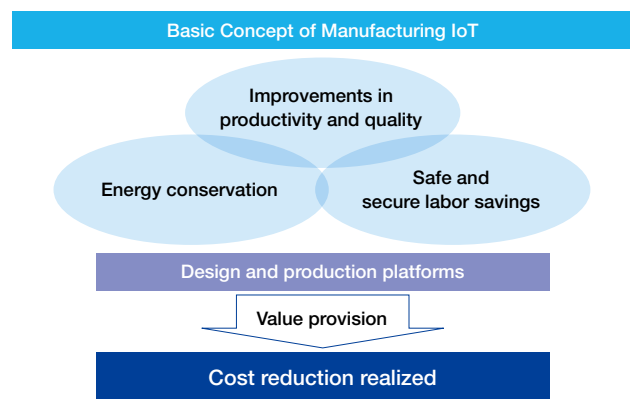 Basic Concept of Manufacturing IoT
Improvements in
productivity and quality
Energy conservation
Safe and
secure labor savings
Design and production platforms
Value provision
Cost reduction realized